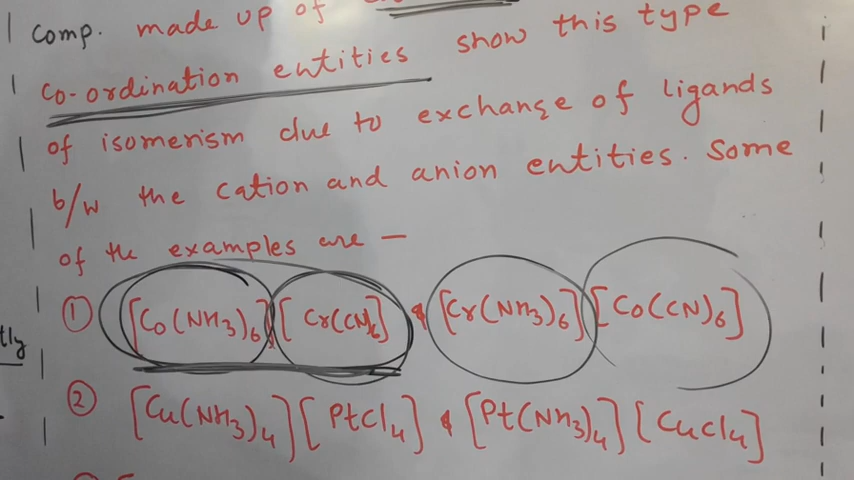 comp. made up of
co-ordination entities show this type
of isomerism due to exchange of ligands
b/w the cation and anion entities. Some
of the examples are —
① [Co(NH3)6][Cr(CN)6] & [Cr(NH3)6][Co(CN)6]
tly
② [Cu(NH3)4][PtCl4] & [Pt(NH3)4][CuCl4]